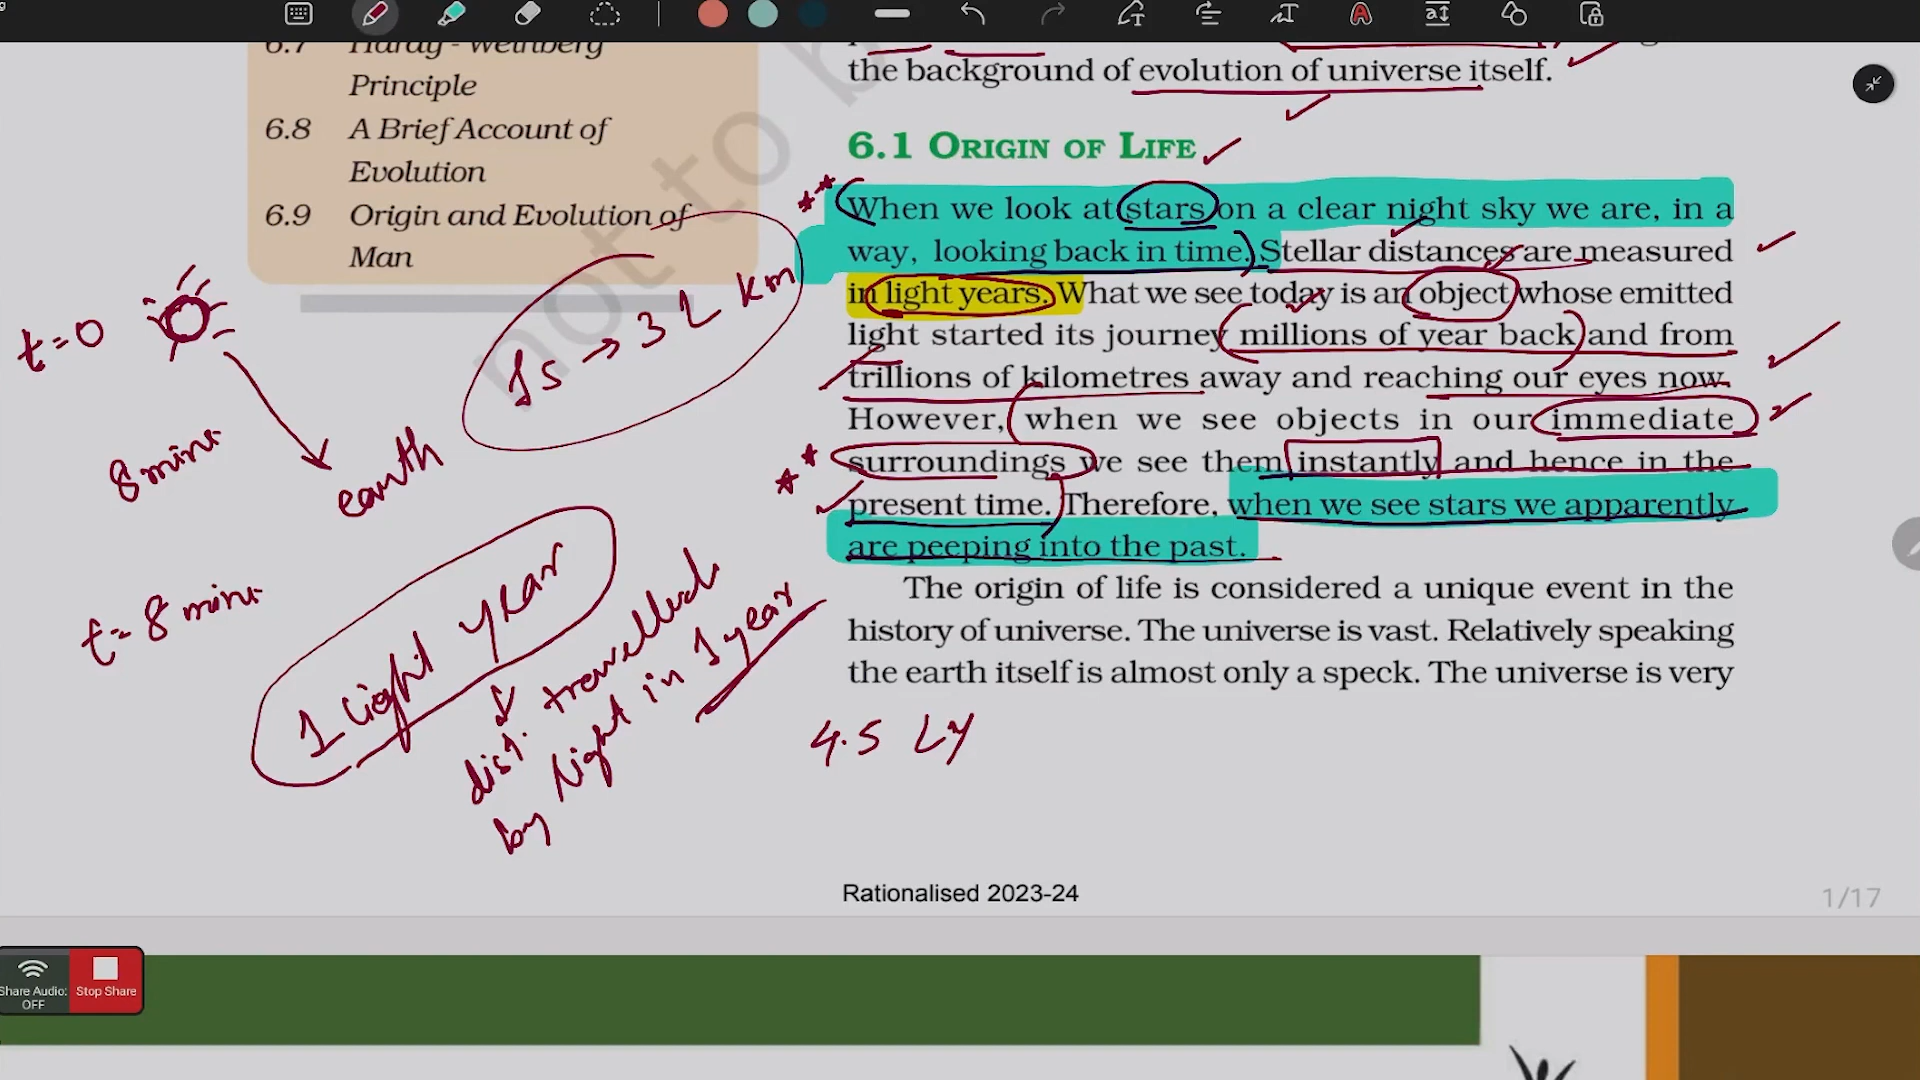 6.7 Hardy - Weinberg
Principle
6.8 A Brief Account of
Evolution
6.9 Origin and Evolution of
Man
not to b
the background of evolution of universe itself.
6.1 ORIGIN OF LIFE
When we look at stars on a clear night sky we are, in a
way, looking back in time. Stellar distances are measured
in light years. What we see today is an object whose emitted
light started its journey millions of year back and from
trillions of kilometres away and reaching our eyes now.
However, when we see objects in our immediate
surroundings we see them instantly and hence in the
present time. Therefore, when we see stars we apparently
are peeping into the past.
The origin of life is considered a unique event in the
history of universe. The universe is vast. Relatively speaking
the earth itself is almost only a speck. The universe is very
t=0
1s → 3 L km
8 mins
earth
t= 8 mins
1 light year
dist. travelled
by light in 1 year
4.5 Ly
Rationalised 2023-24
1/17
Share Audio:
OFF
Stop Share